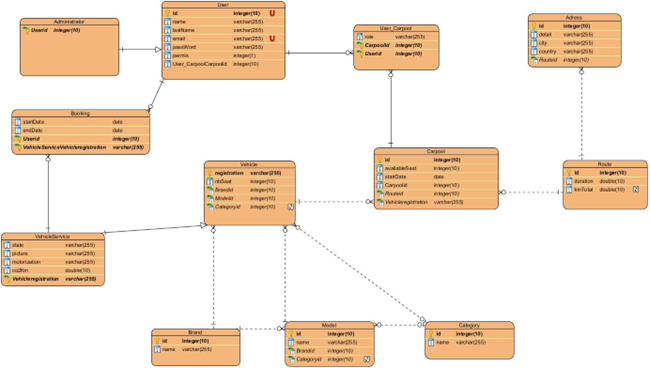 User
id integer(10) U
name varchar(255)
lastName varchar(255)
email varchar(255) U
passWord varchar(255)
permis integer(1)
User_CarpoolCarpoolId integer(10)
Administrator
Userid integer(10)
User_Carpool
role varchar(255)
CarpoolId integer(10)
Userid integer(10)
Adress
id integer(10)
detail varchar(255)
city varchar(255)
country varchar(255)
Routeid integer(10)
Booking
startDate date
endDate date
Userid integer(10)
VehicleServiceVehicleregistration varchar(255)
Vehicle
registration varchar(255)
nbSeat integer(10)
BrandId integer(10)
ModelId integer(10)
CategoryId integer(10) N
Carpool
id integer(10)
availableSeat integer(10)
startDate date
CarpoolId integer(10)
Routeid integer(10)
Vehicleregistration varchar(255)
Route
id integer(10)
duration double(10)
kmTotal double(10) N
VehicleService
state varchar(255)
picture varchar(255)
motorization varchar(255)
co2Km double(10)
Vehicleregistration varchar(255)
Brand
id integer(10)
name varchar(255)
Model
id integer(10)
name varchar(255)
BrandId integer(10)
CategoryId integer(10) N
Category
id integer(10)
name varchar(255)